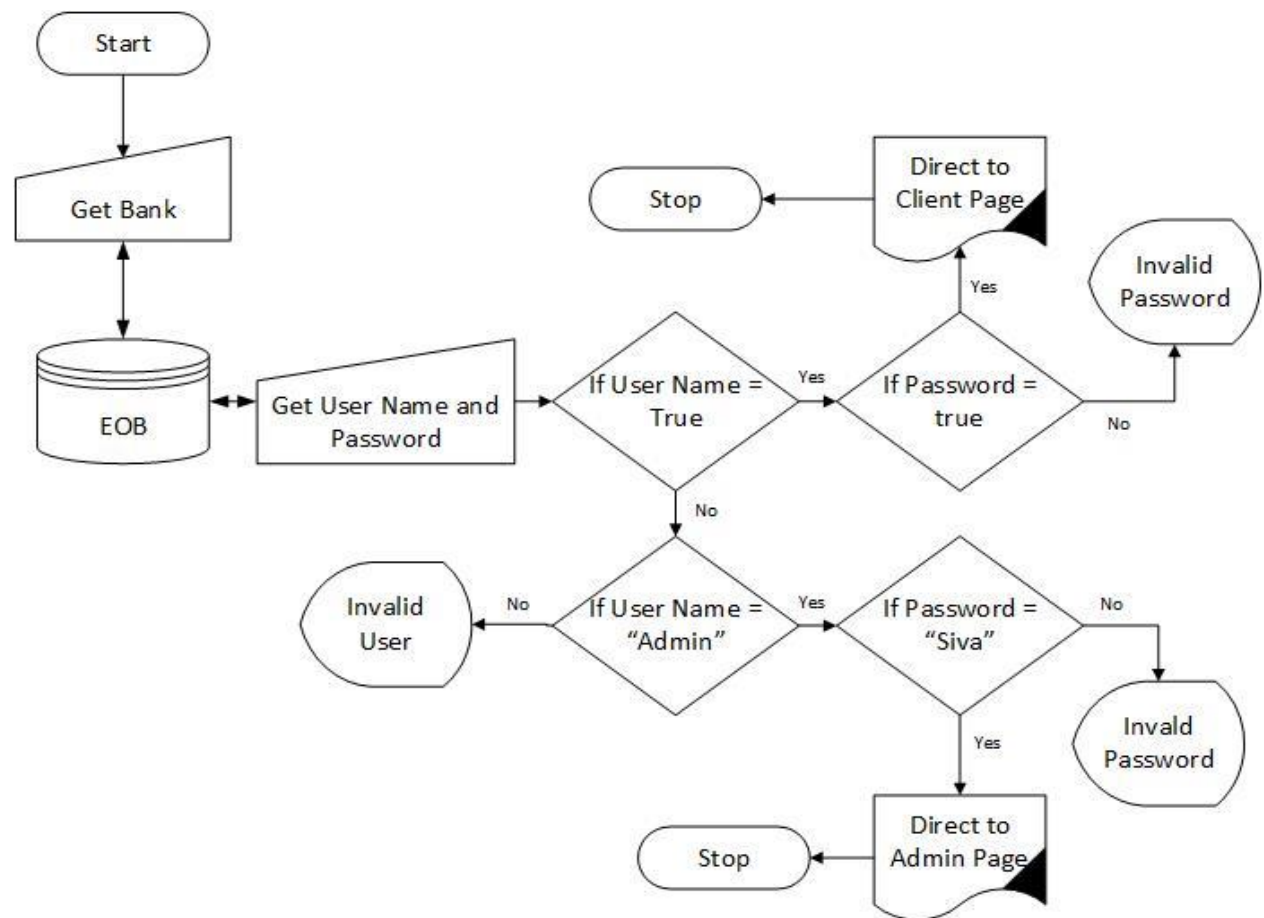 Start
Get Bank
EOB
Get User Name and
Password
If User Name =
True
Yes
If Password =
true
Yes
Direct to
Client Page
Stop
No
Invalid
Password
No
If User Name =
“Admin”
No
Invalid
User
Yes
If Password =
“Siva”
No
Invald
Password
Yes
Direct to
Admin Page
Stop